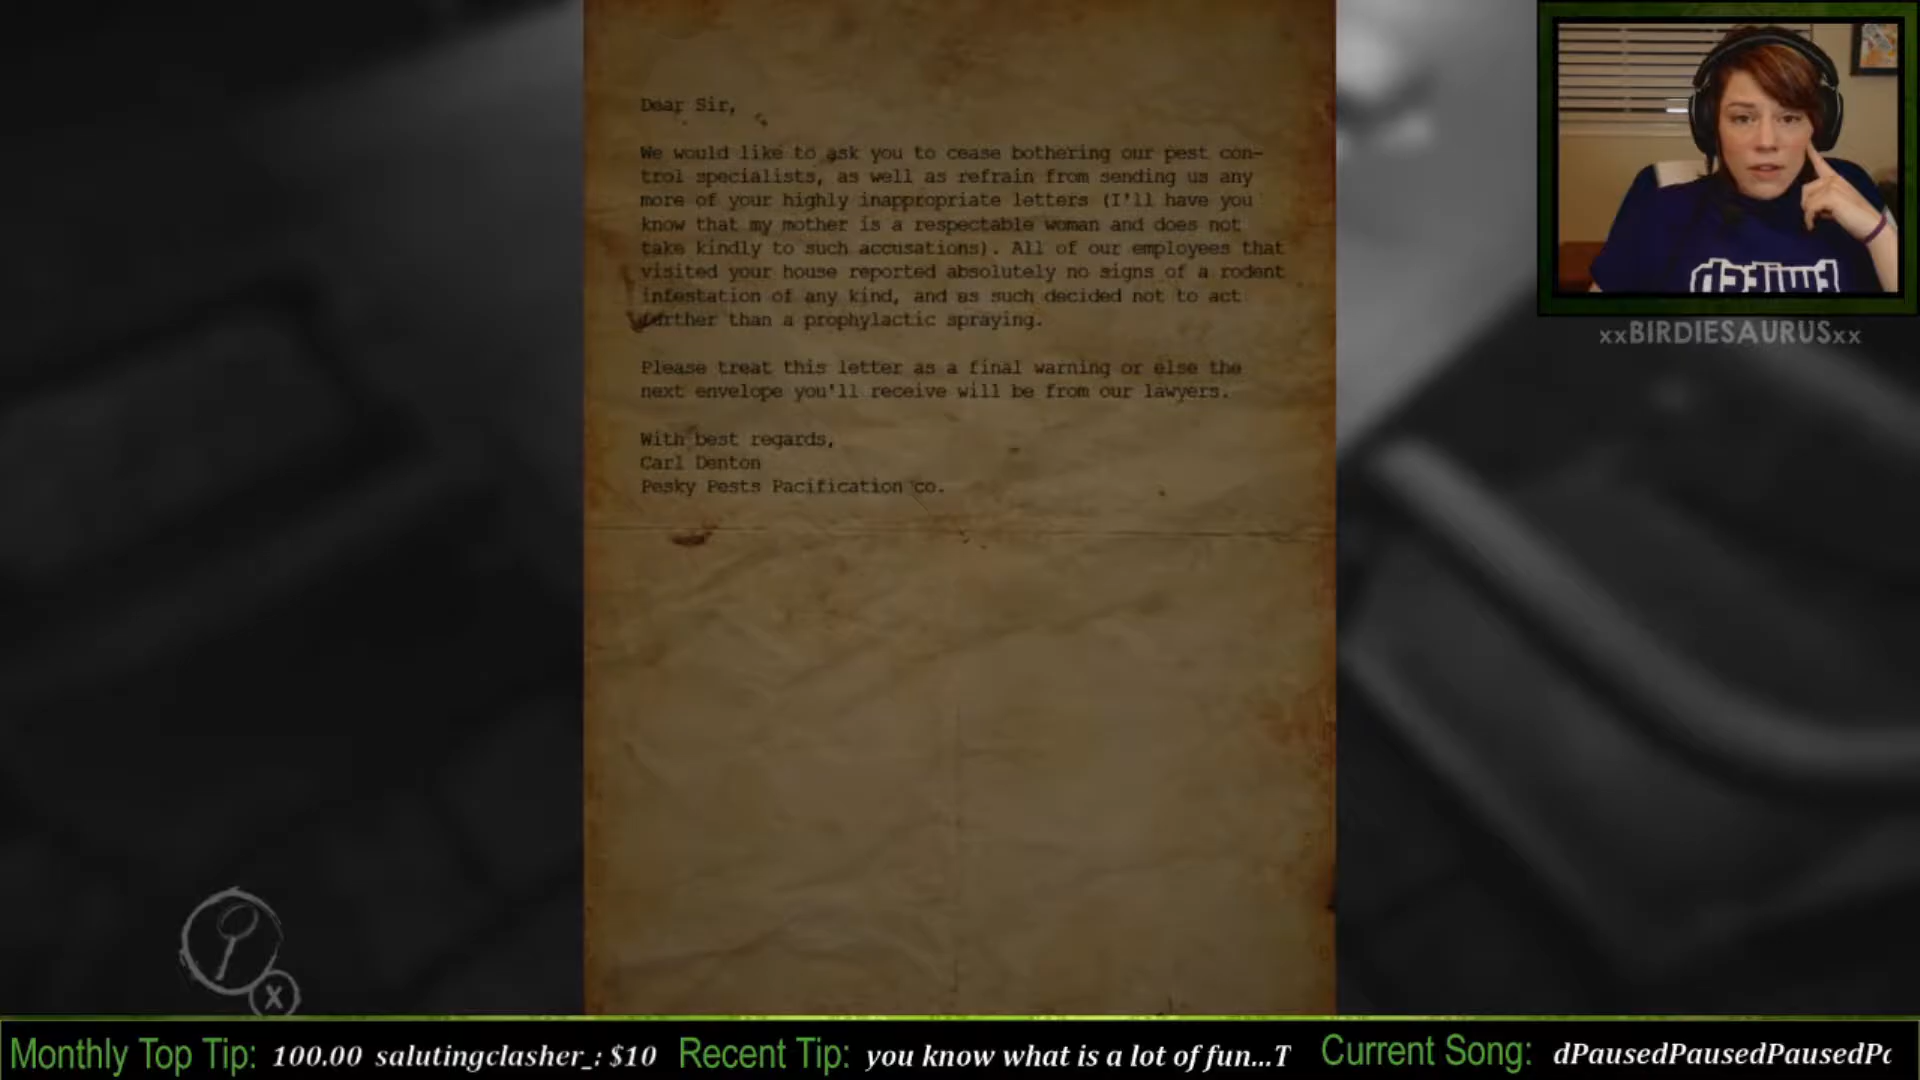 Dear Sir,
We would like to ask you to cease bothering our pest con-
trol specialists, as well as refrain from sending us any
more of your highly inappropriate letters (I'll have you
know that my mother is a respectable woman and does not
take kindly to such accusations). All of our employees that
visited your house reported absolutely no signs of a rodent
infestation of any kind, and as such decided not to act
further than a prophylactic spraying.
Please treat this letter as a final warning or else the
next envelope you'll receive will be from our lawyers.
With best regards,
Carl Denton
Pesky Pests Pacification co.
twitch
xxBIRDIESAURUSxx
X
Monthly Top Tip: 100.00 salutingclasher_: $10 Recent Tip: you know what is a lot of fun...T Current Song: dPausedPausedPausedPa